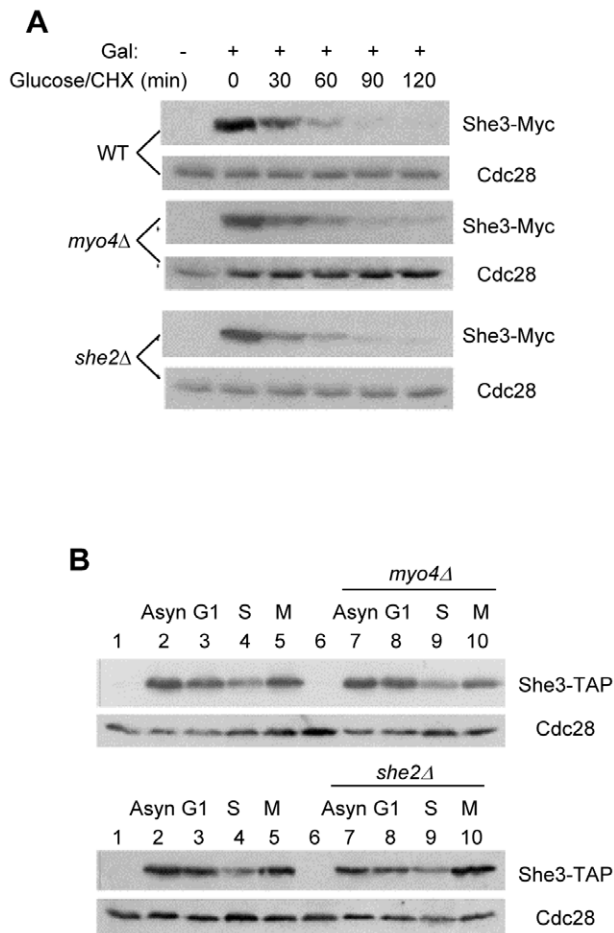 A
Gal: - + + + + +
Glucose/CHX (min) 0 30 60 90 120
She3-Myc
WT
Cdc28
She3-Myc
myo4Δ
Cdc28
She3-Myc
she2Δ
Cdc28
B
myo4Δ
Asyn G1 S M Asyn G1 S M
1 2 3 4 5 6 7 8 9 10
She3-TAP
Cdc28
she2Δ
Asyn G1 S M Asyn G1 S M
1 2 3 4 5 6 7 8 9 10
She3-TAP
Cdc28